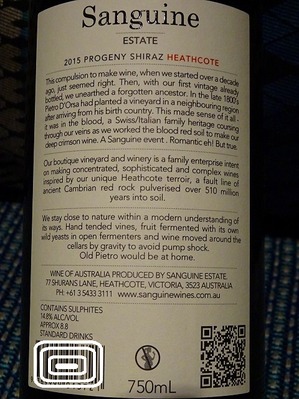 Sanguine
ESTATE
2015 PROGENY SHIRAZ HEATHCOTE
This compulsion to make wine, when we started over a decade
ago, just seemed right. Then, with our first vintage already
bottled, we unearthed a forgotten ancestor. In the late 1800's
Pietro D'Orsa had planted a vineyard in a neighbouring region
after arriving from his birth country. This made sense of it all -
it was in the blood, a Swiss/Italian family heritage coursing
through our veins as we worked the blood red soil to make our
deep crimson wine. A Sanguine event . Romantic eh! But true.
Our boutique vineyard and winery is a family enterprise intent
on making concentrated, sophisticated and complex wines
inspired by our unique Heathcote terroir, a fault line of
ancient Cambrian red rock pulverised over 510 million
years into soil.
We stay close to nature within a modern understanding of
its ways. Hand tended vines, fruit fermented with its own
wild yeasts in open fermenters and wine moved around the
cellars by gravity to avoid pump shock.
Old Pietro would be at home.
WINE OF AUSTRALIA PRODUCED BY SANGUINE ESTATE.
77 SHURANS LANE, HEATHCOTE, VICTORIA, 3523 AUSTRALIA
PH: +61 3 5433 3111 www.sanguinewines.com.au
CONTAINS SULPHITES
14.8% ALC/VOL
APPROX 8.8
STANDARD DRINKS
750mL